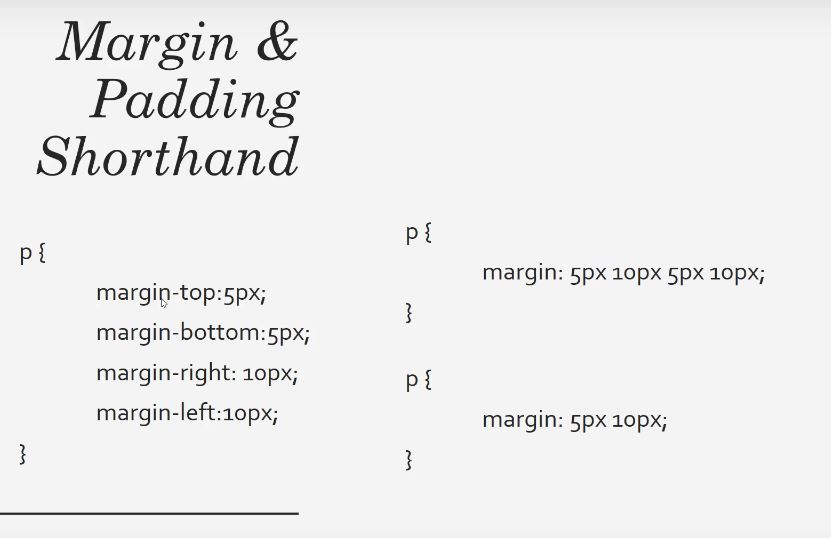 Margin &
Padding
Shorthand
p {
margin-top:5px;
margin-bottom:5px;
margin-right: 10px;
margin-left:10px;
}
p {
margin: 5px 10px 5px 10px;
}
p {
margin: 5px 10px;
}